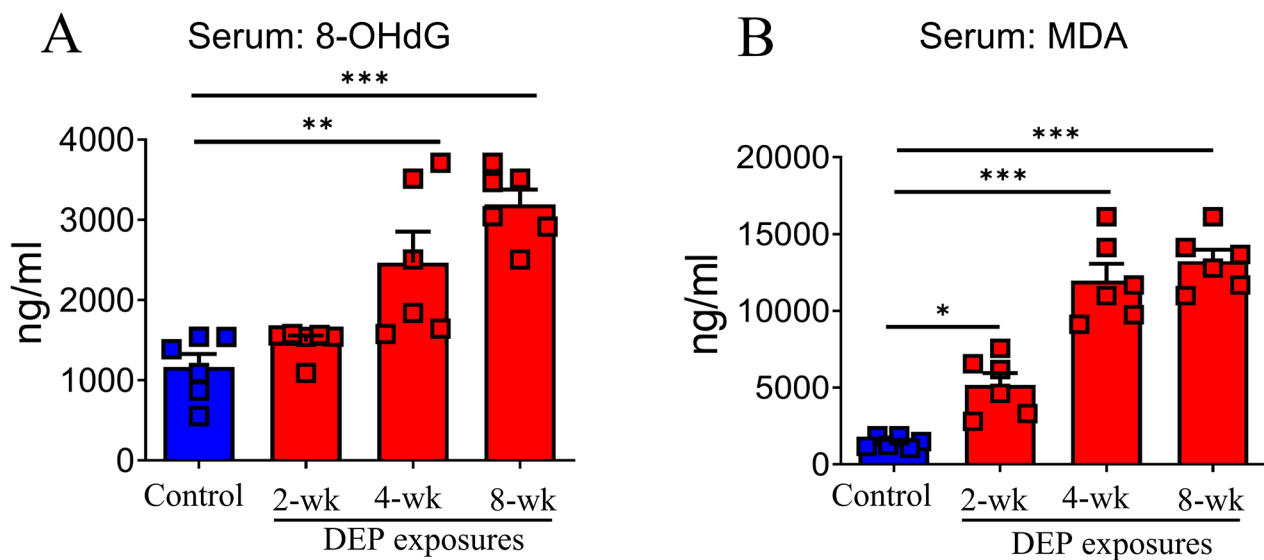 A
Serum: 8-OHdG
***
**
4000
3000
2000
1000
0
ng/ml
Control
2-wk
4-wk
8-wk
DEP exposures
B
Serum: MDA
***
***
*
20000
15000
10000
5000
0
ng/ml
Control
2-wk
4-wk
8-wk
DEP exposures